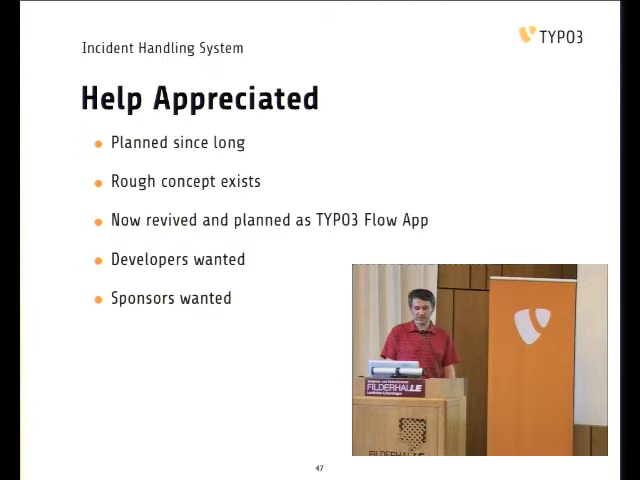 Incident Handling System
TYPO3
Help Appreciated
Planned since long
Rough concept exists
Now revived and planned as TYPO3 Flow App
Developers wanted
Sponsors wanted
FILDERHALLE
FILDERHALLE
47